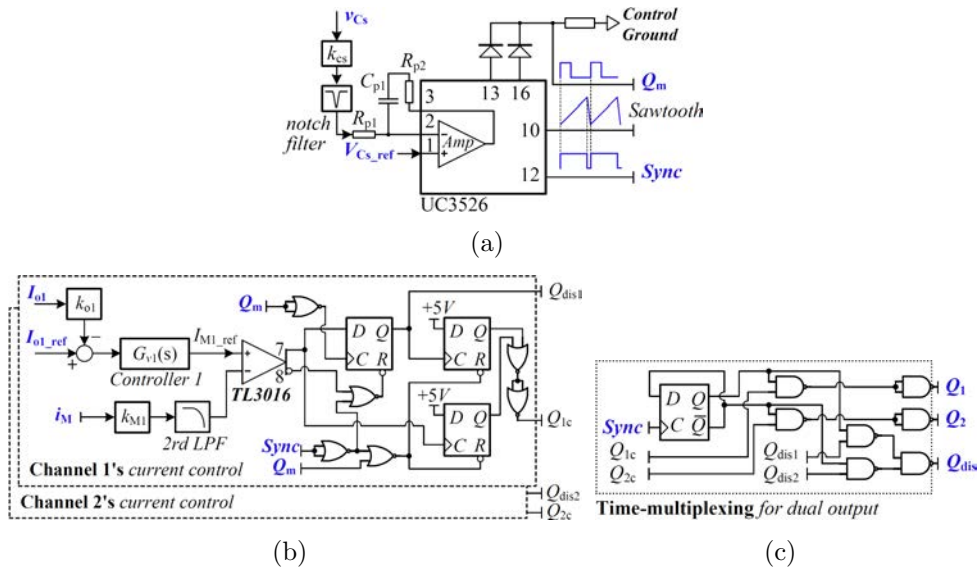 v_Cs
k_cs
notch
filter
R_p1
C_p1
R_p2
V_Cs_ref
3
2
1
Amp
13
16
10
12
UC3526
Control
Ground
Q_m
Sawtooth
Sync
(a)
I_o1
k_o1
I_o1_ref
−
+
G_v1(s)
Controller 1
I_M1_ref
+
−
7
8
TL3016
i_M
k_M1
2rd LPF
Q_m
D Q
C R
+5V
D Q
C R
+5V
D Q
C R
Sync
Q_m
Q_dis1
Q_1c
Channel 1's current control
Channel 2's current control
Q_dis2
Q_2c
(b)
D Q
C Q̅
Sync
Q_1c
Q_2c
Q_dis1
Q_dis2
Q_1
Q_2
Q_dis
Time-multiplexing for dual output
(c)